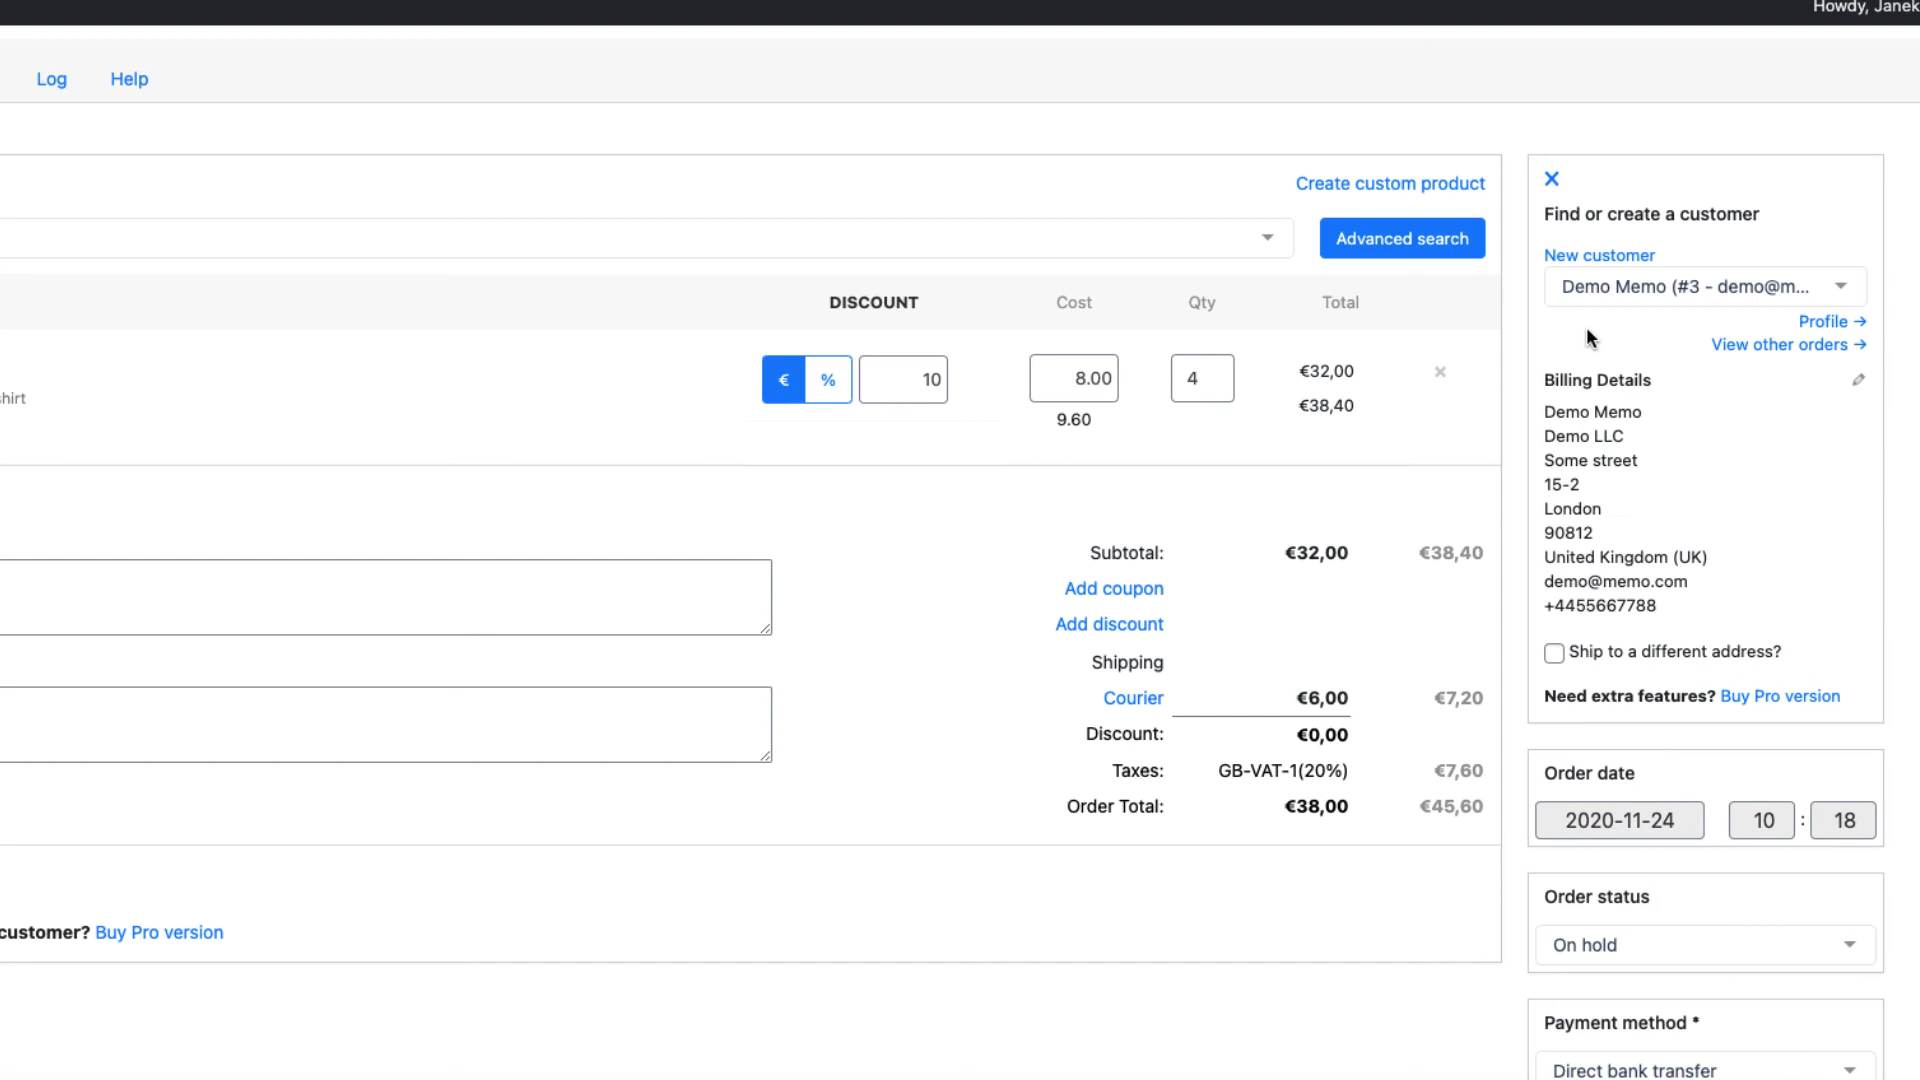 Howdy, Janek
Log Help
Create custom product
Advanced search
DISCOUNT Cost Qty Total
€ % 10 8.00 4 €32,00 ×
hirt
9.60 €38,40
Subtotal: €32,00 €38,40
Add coupon
Add discount
Shipping
Courier €6,00 €7,20
Discount: €0,00
Taxes: GB-VAT-1(20%) €7,60
Order Total: €38,00 €45,60
customer? Buy Pro version
Find or create a customer
New customer
Demo Memo (#3 - demo@m...
Profile →
View other orders →
Billing Details
Demo Memo
Demo LLC
Some street
15-2
London
90812
United Kingdom (UK)
demo@memo.com
+4455667788
Ship to a different address?
Need extra features? Buy Pro version
Order date
2020-11-24 10 : 18
Order status
On hold
Payment method *
Direct bank transfer